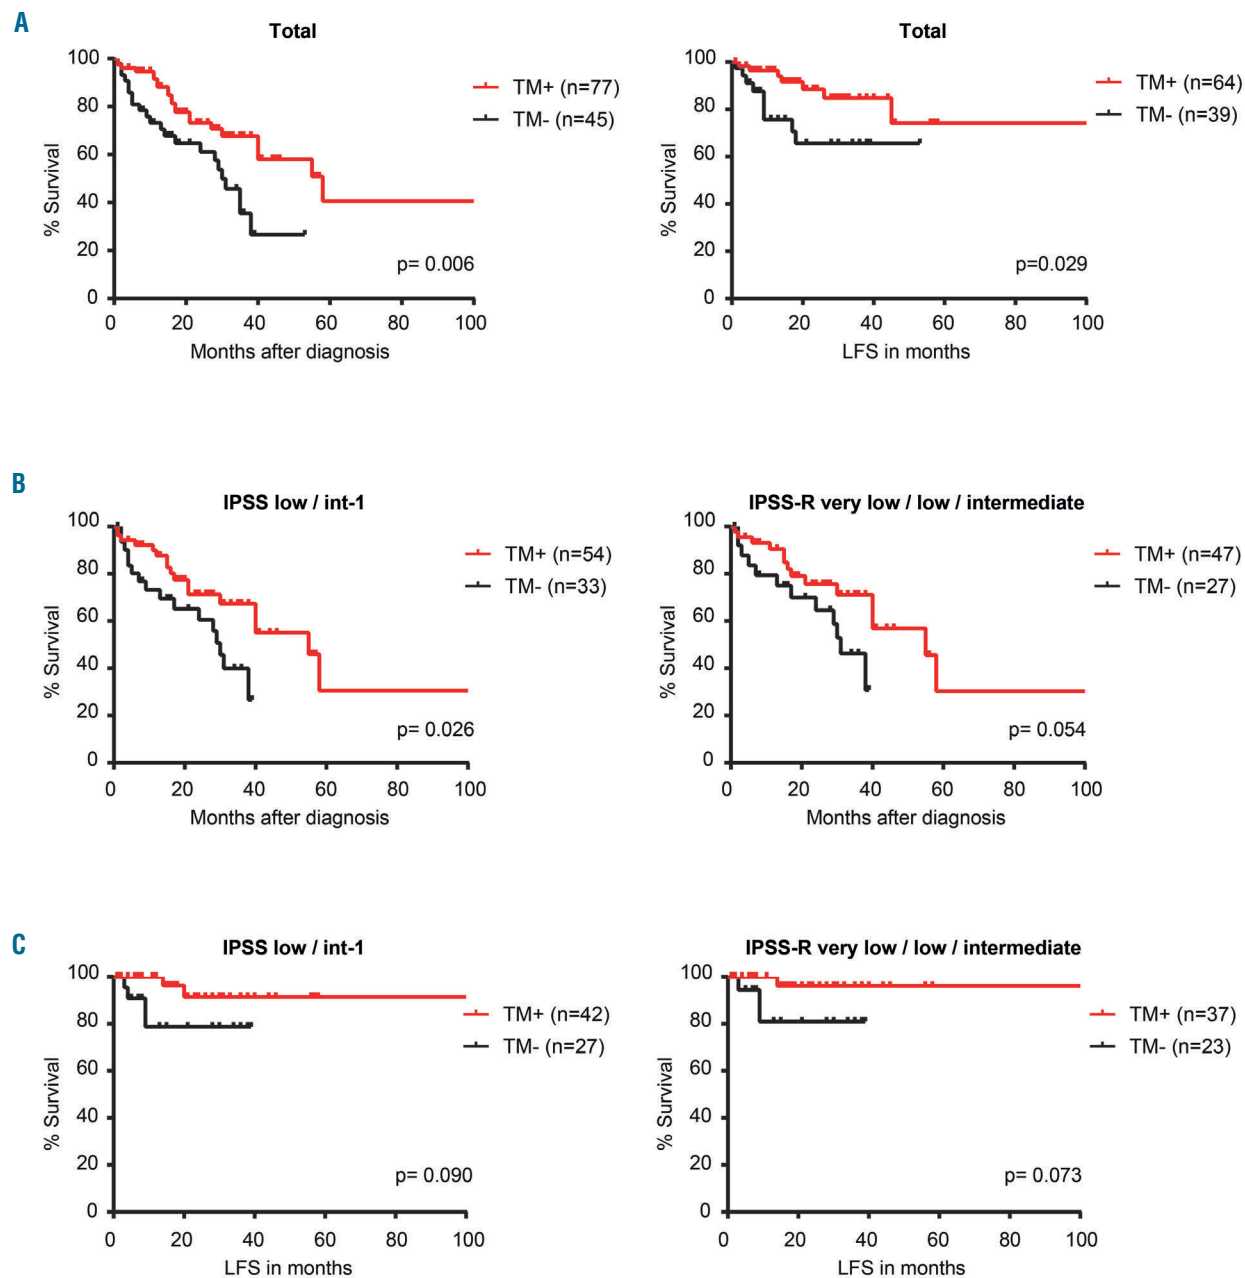 A
Total
100
80
60
40
20
0
% Survival
TM+ (n=77)
TM- (n=45)
p= 0.006
0 20 40 60 80 100
Months after diagnosis
Total
100
80
60
40
20
0
% Survival
TM+ (n=64)
TM- (n=39)
p=0.029
0 20 40 60 80 100
LFS in months
B
IPSS low / int-1
100
80
60
40
20
0
% Survival
TM+ (n=54)
TM- (n=33)
p= 0.026
0 20 40 60 80 100
Months after diagnosis
IPSS-R very low / low / intermediate
100
80
60
40
20
0
% Survival
TM+ (n=47)
TM- (n=27)
p= 0.054
0 20 40 60 80 100
Months after diagnosis
C
IPSS low / int-1
100
80
60
40
20
0
% Survival
TM+ (n=42)
TM- (n=27)
p= 0.090
0 20 40 60 80 100
LFS in months
IPSS-R very low / low / intermediate
100
80
60
40
20
0
% Survival
TM+ (n=37)
TM- (n=23)
p= 0.073
0 20 40 60 80 100
LFS in months